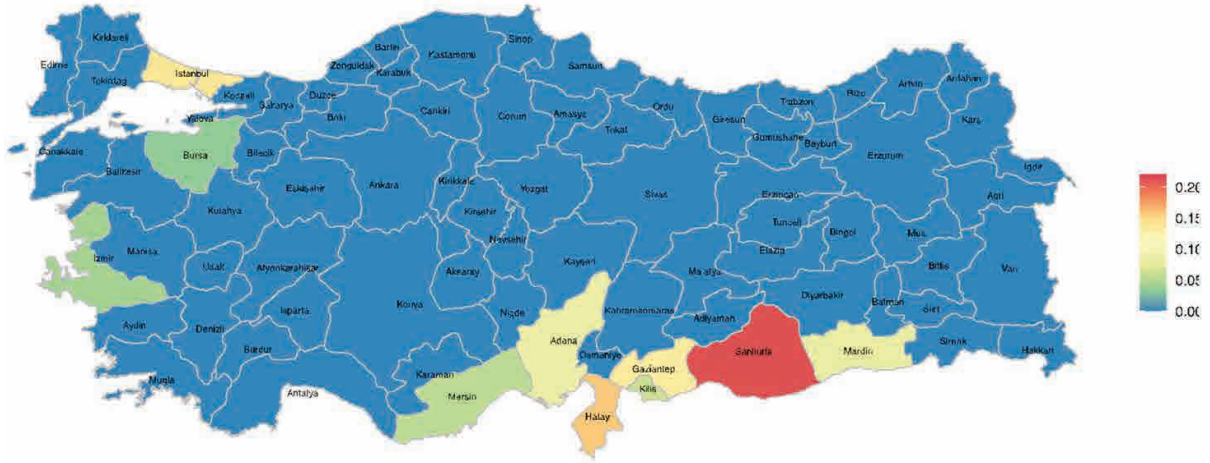 Sinop
Kirklareli
Bartin
Kastamonu
Edirne
Istanbul
Zonguldak
Samsun
Karabuk
Ardahan
Artvin
Tekirdag
Rize
Kocaeli
Duzce
Trabzon
Sakarya
Ordu
Cankiri
Corum
Amasya
Giresun
Kars
Yalova
Bolu
Tokat
Gumushane
Bayburt
Canakkale
Bursa
Bilecik
Erzurum
Balikesir
Igdir
Kirikkale
Ankara
Eskisehir
Yozgat
Sivas
Erzincan
Agri
0.20
Kutahya
Kirsehir
Tunceli
0.15
Bingol
Mus
Nevsehir
Manisa
Elazig
0.10
Izmir
Kayseri
Bitlis
Van
Usak
Afyonkarahisar
Aksaray
Malatya
0.05
Konya
Diyarbakir
Batman
Isparta
Nigde
Kahramanmaras
Siirt
0.00
Aydin
Denizli
Adiyaman
Adana
Burdur
Sanliurfa
Mardin
Sirnak
Hakkari
Osmaniye
Gaziantep
Karaman
Mugla
Kilis
Antalya
Mersin
Hatay